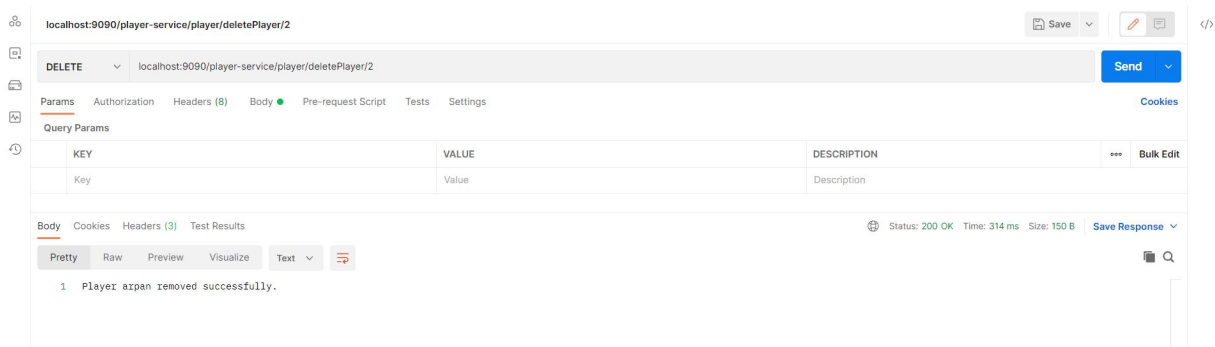 localhost:9090/player-service/player/deletePlayer/2 Save
DELETE localhost:9090/player-service/player/deletePlayer/2 Send
Params Authorization Headers (8) Body Pre-request Script Tests Settings Cookies
Query Params
KEY VALUE DESCRIPTION ooo Bulk Edit
Key Value Description
Body Cookies Headers (3) Test Results Status: 200 OK Time: 314 ms Size: 150 B Save Response
Pretty Raw Preview Visualize Text
1 Player arpan removed successfully.